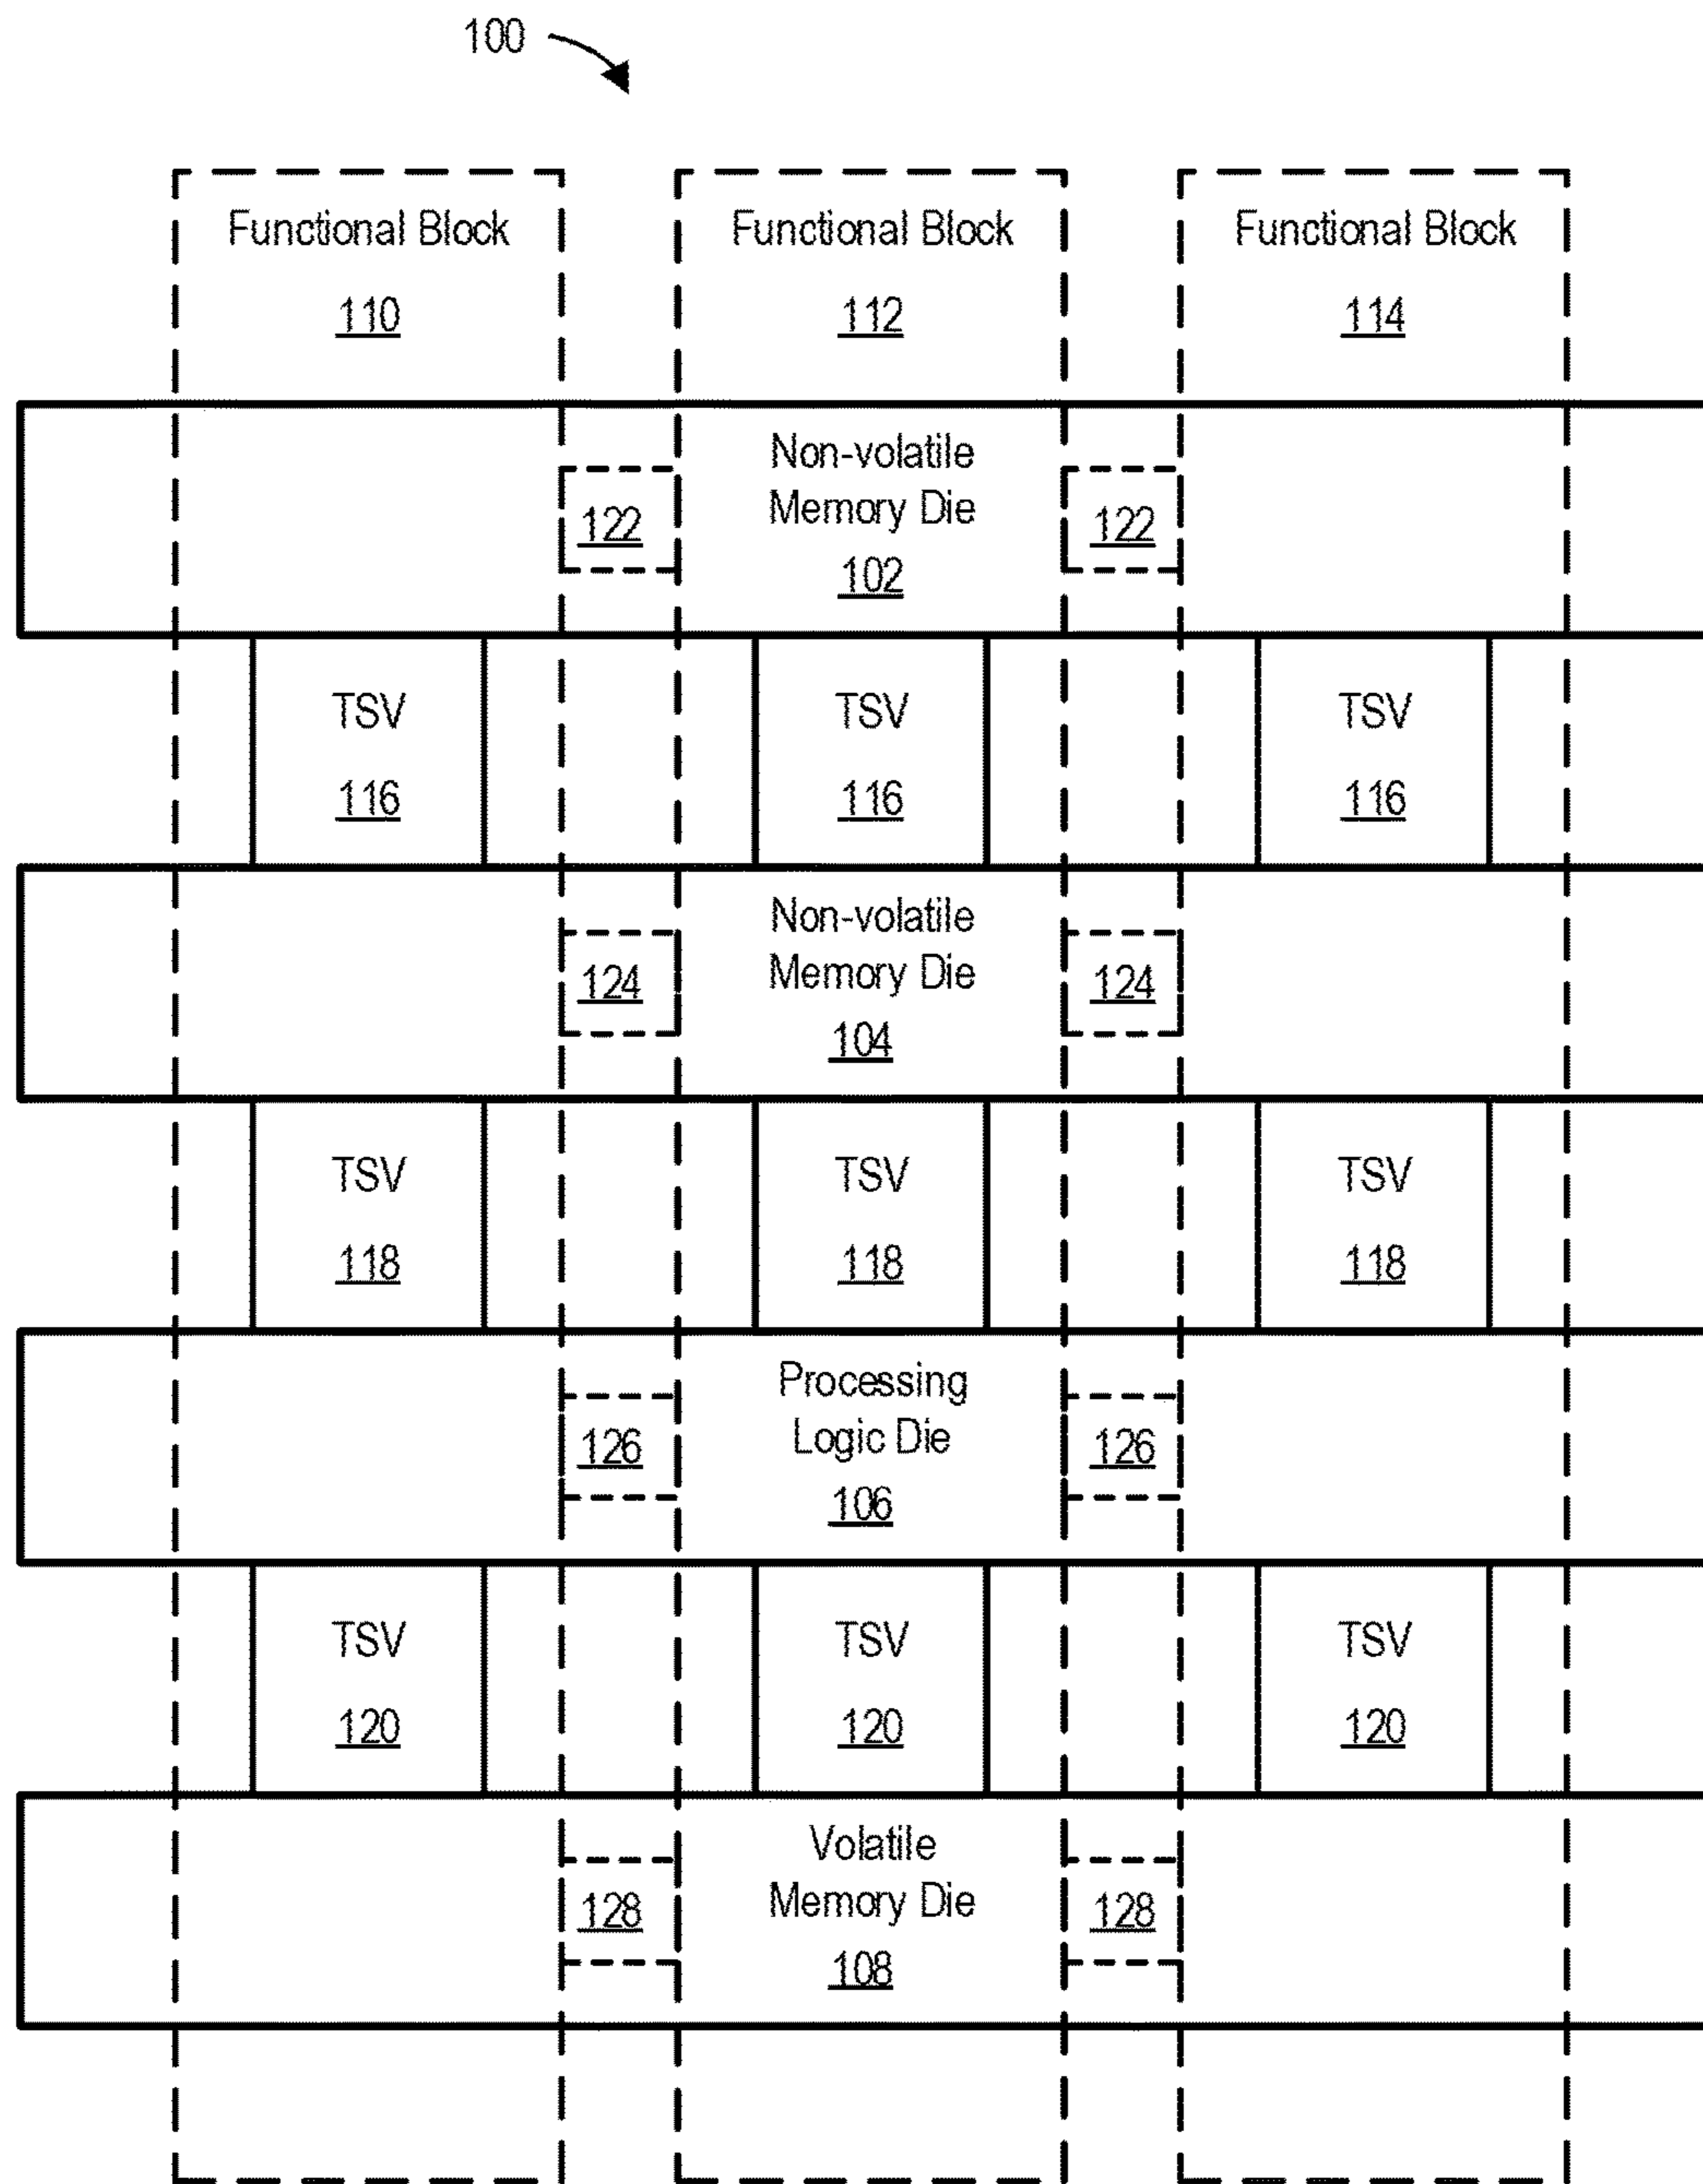 100
Functional Block
110
Functional Block
112
Functional Block
114
Non-volatile
Memory Die
102
122
122
TSV
116
TSV
116
TSV
116
Non-volatile
Memory Die
104
124
124
TSV
118
TSV
118
TSV
118
Processing
Logic Die
106
126
126
TSV
120
TSV
120
TSV
120
Volatile
Memory Die
108
128
128